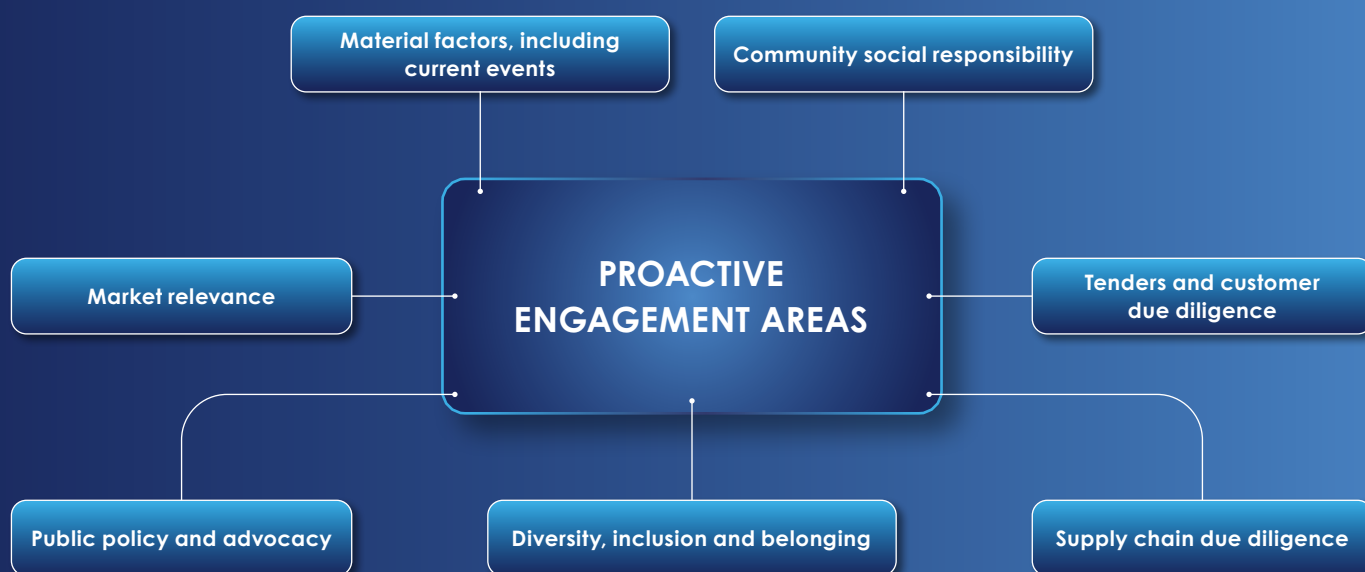 Material factors, including
current events
Community social responsibility
PROACTIVE
ENGAGEMENT AREAS
Market relevance
Tenders and customer
due diligence
Public policy and advocacy
Diversity, inclusion and belonging
Supply chain due diligence